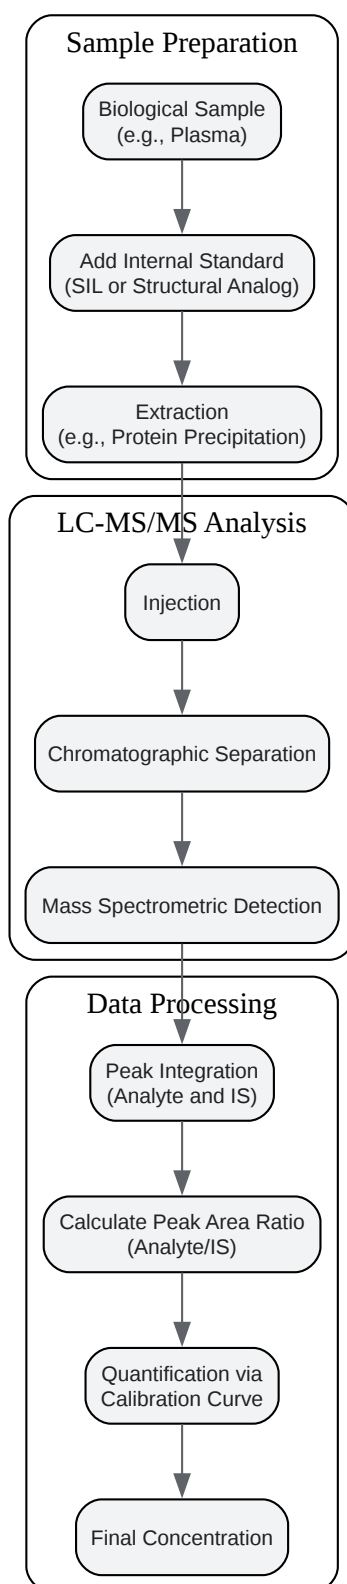 Sample Preparation
Biological Sample
(e.g., Plasma)
Add Internal Standard
(SIL or Structural Analog)
Extraction
(e.g., Protein Precipitation)
LC-MS/MS Analysis
Injection
Chromatographic Separation
Mass Spectrometric Detection
Data Processing
Peak Integration
(Analyte and IS)
Calculate Peak Area Ratio
(Analyte/IS)
Quantification via
Calibration Curve
Final Concentration